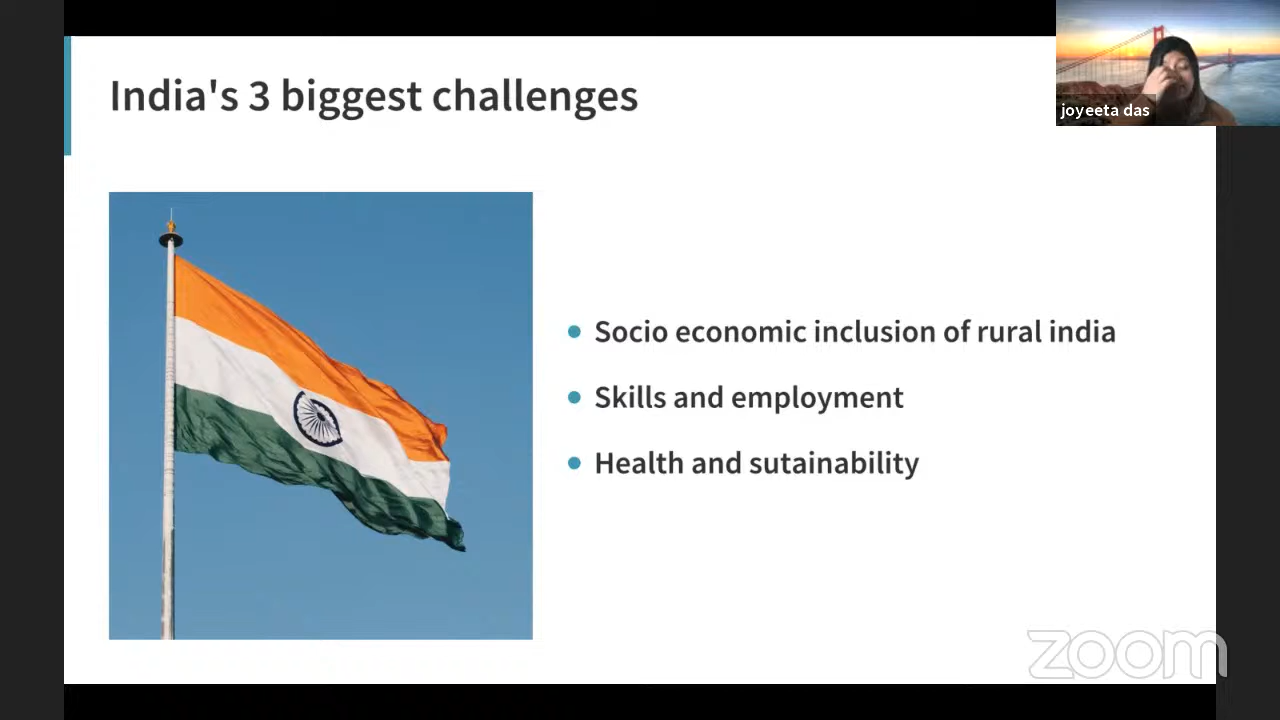 India's 3 biggest challenges
joyeeta das
Socio economic inclusion of rural india
Skills and employment
Health and sutainability
zoom